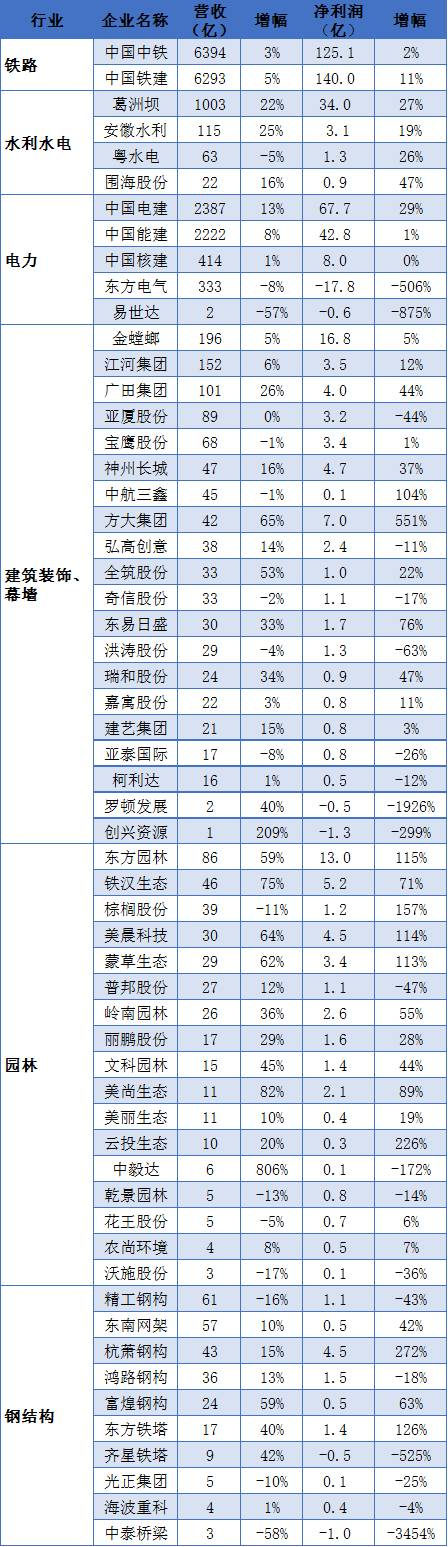 行业 企业名称 营收（亿） 增幅 净利润（亿） 增幅
铁路 中国中铁 6394 3% 125.1 2%
中国铁建 6293 5% 140.0 11%
水利水电 葛洲坝 1003 22% 34.0 27%
安徽水利 115 25% 3.1 19%
粤水电 63 -5% 1.3 26%
围海股份 22 16% 0.9 47%
电力 中国电建 2387 13% 67.7 29%
中国能建 2222 8% 42.8 1%
中国核建 414 1% 8.0 0%
东方电气 333 -8% -17.8 -506%
易世达 2 -57% -0.6 -875%
建筑装饰、幕墙 金螳螂 196 5% 16.8 5%
江河集团 152 6% 3.5 12%
广田集团 101 26% 4.0 44%
亚厦股份 89 0% 3.2 -44%
宝鹰股份 68 -1% 3.4 1%
神州长城 47 16% 4.7 37%
中航三鑫 45 -1% 0.1 104%
方大集团 42 65% 7.0 551%
弘高创意 38 14% 2.4 -11%
全筑股份 33 53% 1.0 22%
奇信股份 33 -2% 1.1 -17%
东易日盛 30 33% 1.7 76%
洪涛股份 29 -4% 1.3 -63%
瑞和股份 24 34% 0.9 47%
嘉寓股份 22 3% 0.8 11%
建艺集团 21 15% 0.8 3%
亚泰国际 17 -8% 0.8 -26%
柯利达 16 1% 0.5 -12%
罗顿发展 2 40% -0.5 -1926%
创兴资源 1 209% -1.3 -299%
园林 东方园林 86 59% 13.0 115%
铁汉生态 46 75% 5.2 71%
棕榈股份 39 -11% 1.2 157%
美晨科技 30 64% 4.5 114%
蒙草生态 29 62% 3.4 113%
普邦股份 27 12% 1.1 -47%
岭南园林 26 36% 2.6 55%
丽鹏股份 17 29% 1.6 28%
文科园林 15 45% 1.4 44%
美尚生态 11 82% 2.1 89%
美丽生态 11 10% 0.4 19%
云投生态 10 20% 0.3 226%
中毅达 6 806% 0.1 -172%
乾景园林 5 -13% 0.8 -14%
花王股份 5 -5% 0.7 6%
农尚环境 4 8% 0.5 7%
沃施股份 3 -17% 0.1 -36%
钢结构 精工钢构 61 -16% 1.1 -43%
东南网架 57 10% 0.5 42%
杭萧钢构 43 15% 4.5 272%
鸿路钢构 36 13% 1.5 -18%
富煌钢构 24 59% 0.5 63%
东方铁塔 17 40% 1.4 126%
齐星铁塔 9 42% -0.5 -525%
光正集团 5 -10% 0.1 -25%
海波重科 4 1% 0.4 -4%
中泰桥梁 3 -58% -1.0 -3454%